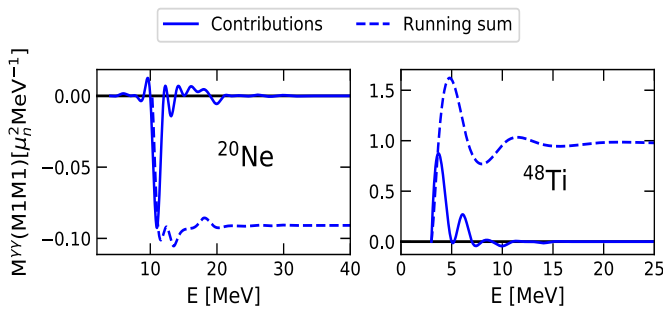 Contributions
Running sum
M^γγ(M1M1)[μ_n^2 MeV^−1]
0.00
−0.05
−0.10
^20Ne
10 20 30 40
E [MeV]
1.5
1.0
0.5
0.0
^48Ti
0 5 10 15 20 25
E [MeV]